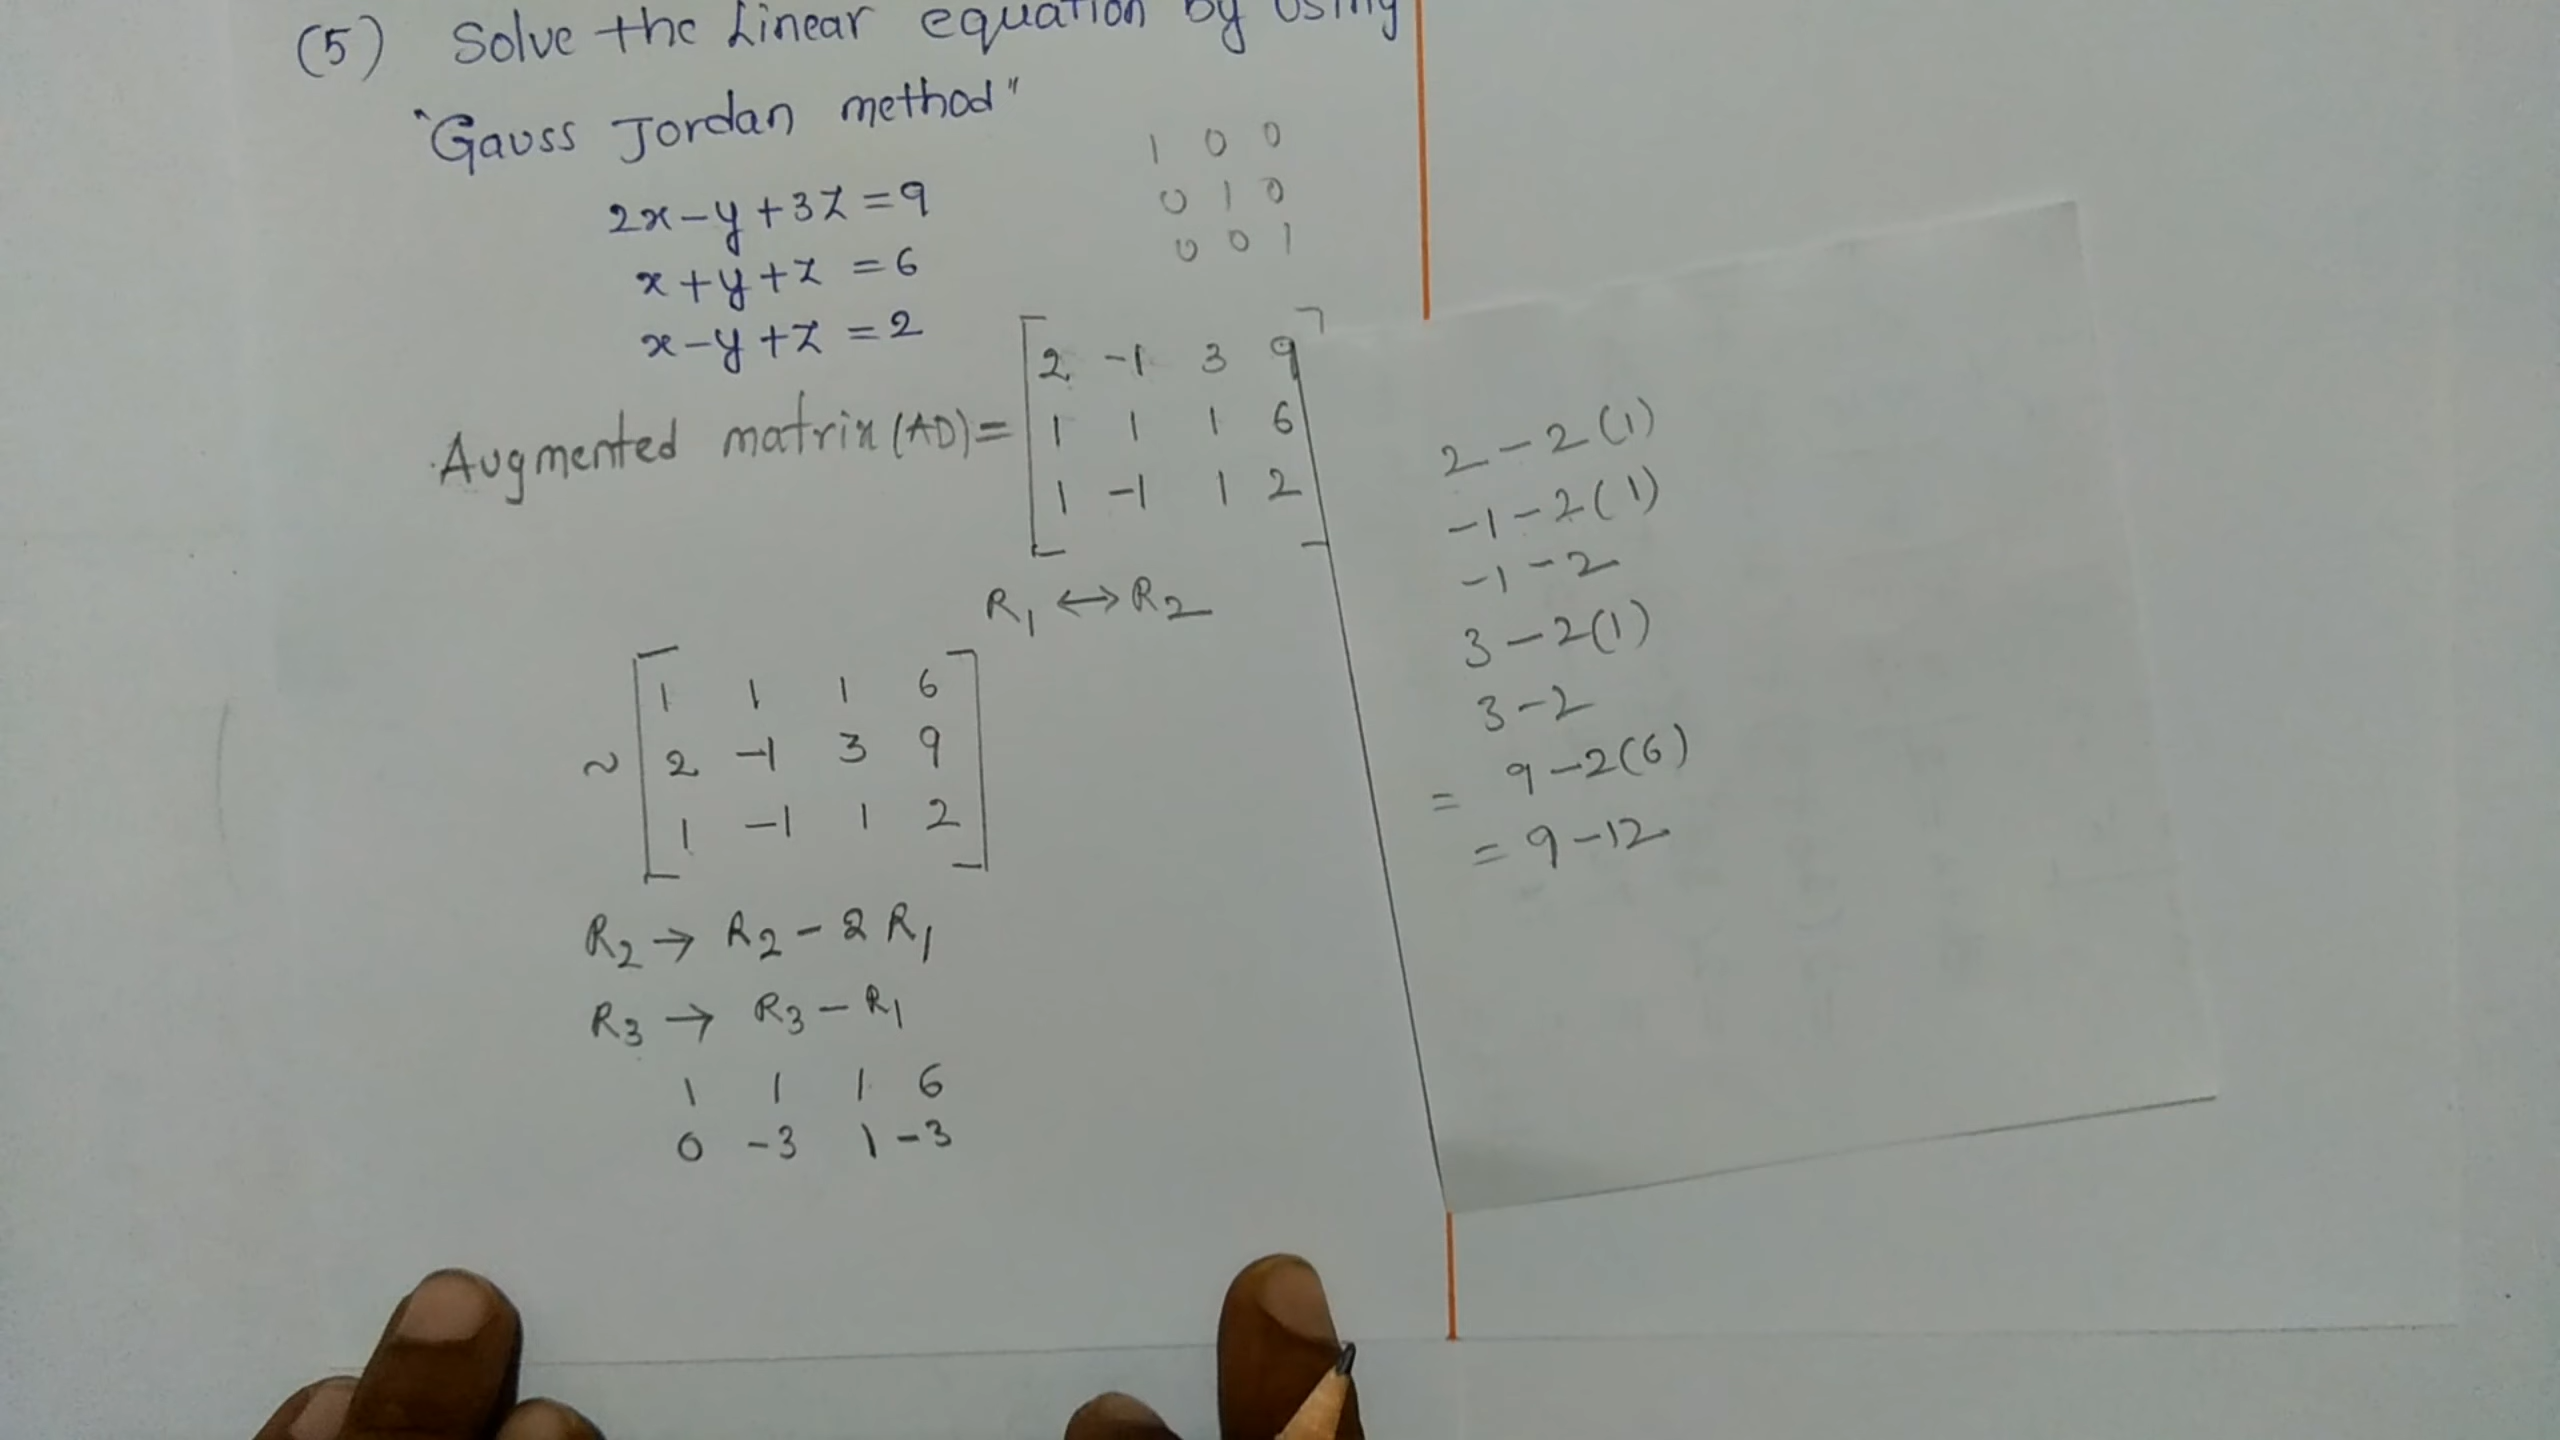 (5) Solve the Linear equation by using
"Gauss Jordan method"
1 0 0
0 1 0
0 0 1
2x-y+3z=9
x+y+z =6
x-y+z =2
Augmented matrix (AD)=
2 -1 3 9
1 1 1 6
1 -1 1 2
R1 ↔ R2
~
1 1 1 6
2 -1 3 9
1 -1 1 2
R2 → R2 - 2 R1
R3 → R3 - R1
1 1 1 6
0 -3 1 -3
2-2(1)
-1-2(1)
-1-2
3-2(1)
3-2
= 9-2(6)
= 9-12